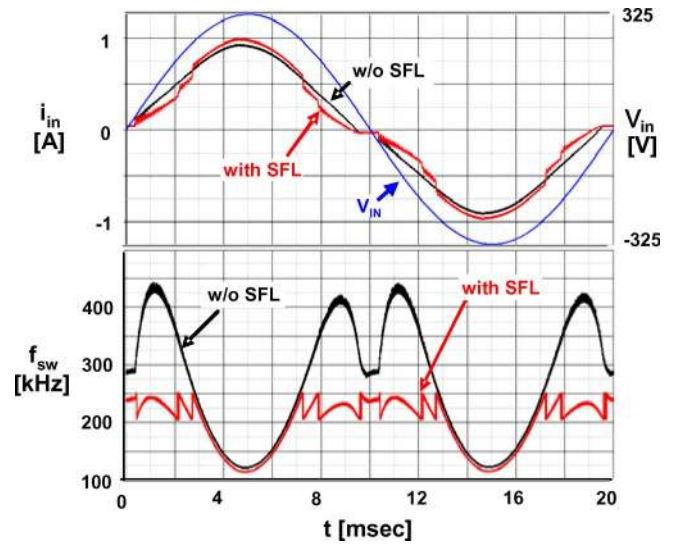 325
1
w/o SFL
i_in
[A]
0
V_in
[V]
with SFL
V_IN
-1
-325
400
w/o SFL
with SFL
f_sw
[kHz]
300
200
100
0
4
8
12
16
20
t [msec]